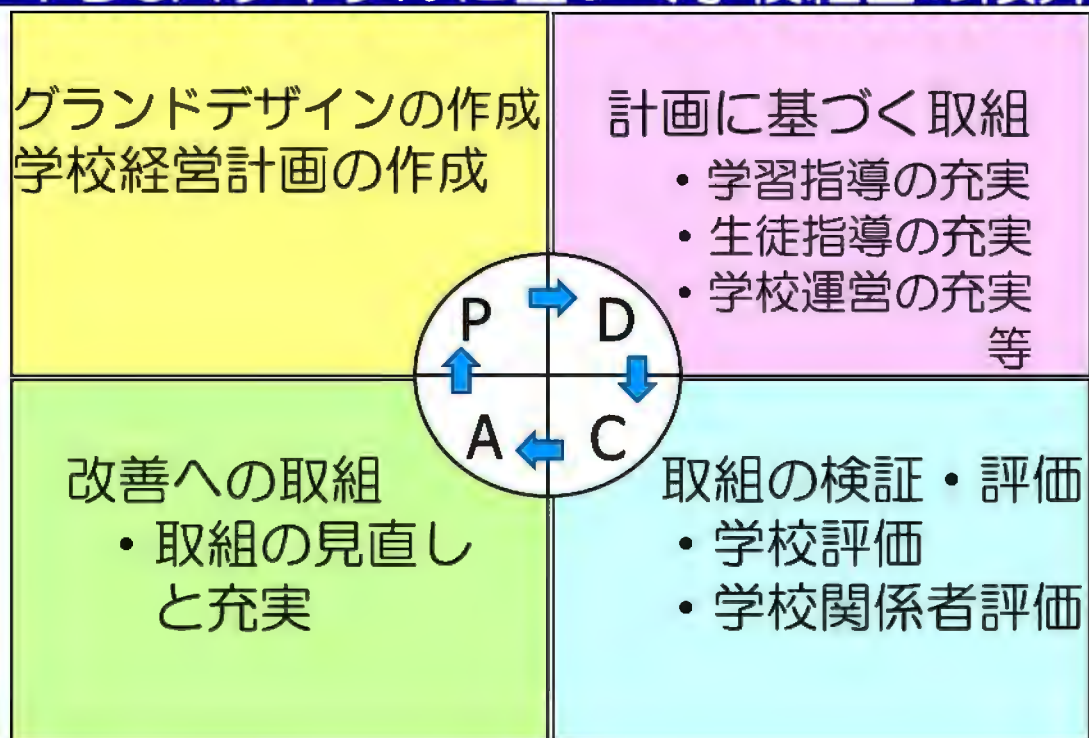 グランドデザインの作成
学校経営計画の作成
計画に基づく取組
・学習指導の充実
・生徒指導の充実
・学校運営の充実
等
P
D
A
C
改善への取組
・取組の見直し
と充実
取組の検証・評価
・学校評価
・学校関係者評価